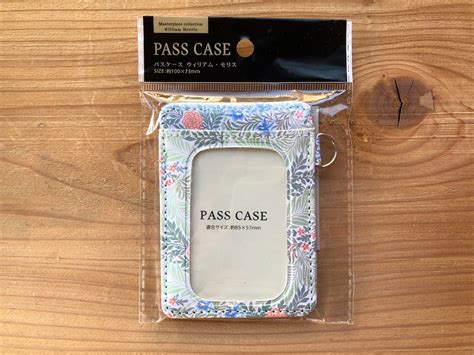 Masterpiece collection
William Morris
PASS CASE
パスケース ウィリアム・モリス
SIZE:約100×73mm
PASS CASE
適合サイズ:約85×57mm